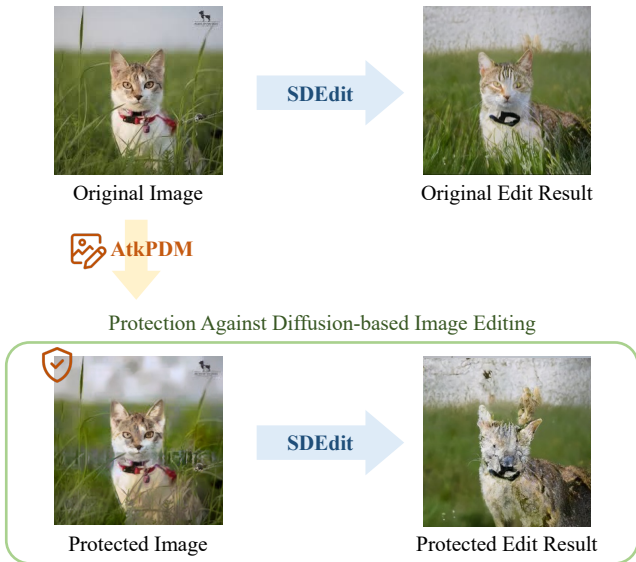 SDEdit
Original Image
Original Edit Result
AtkPDM
Protection Against Diffusion-based Image Editing
SDEdit
Protected Image
Protected Edit Result